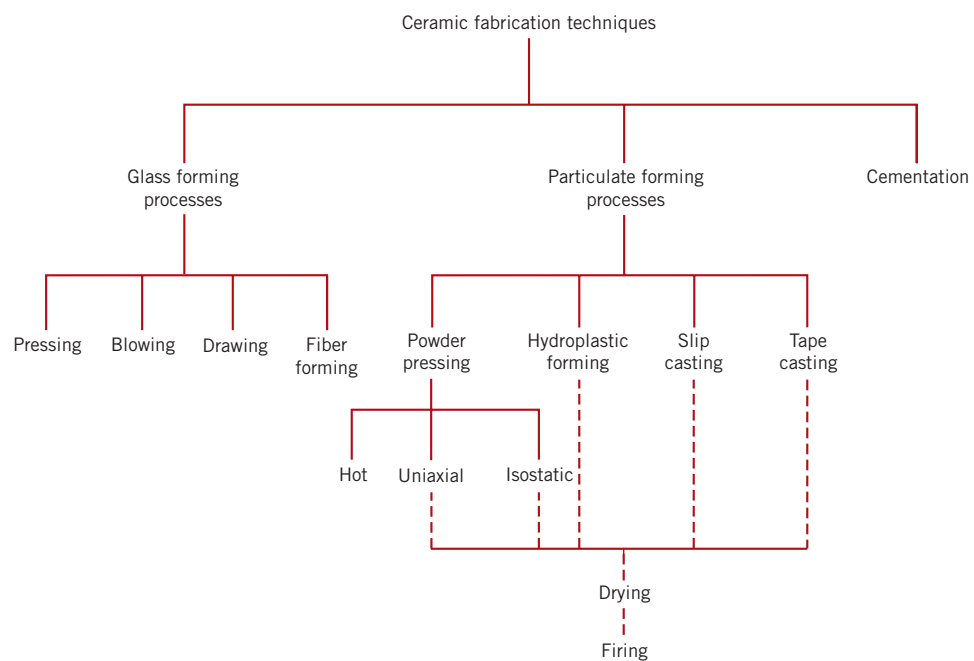 Ceramic fabrication techniques
Glass forming
processes
Particulate forming
processes
Cementation
Pressing
Blowing
Drawing
Fiber
forming
Powder
pressing
Hydroplastic
forming
Slip
casting
Tape
casting
Hot
Uniaxial
Isostatic
Drying
Firing